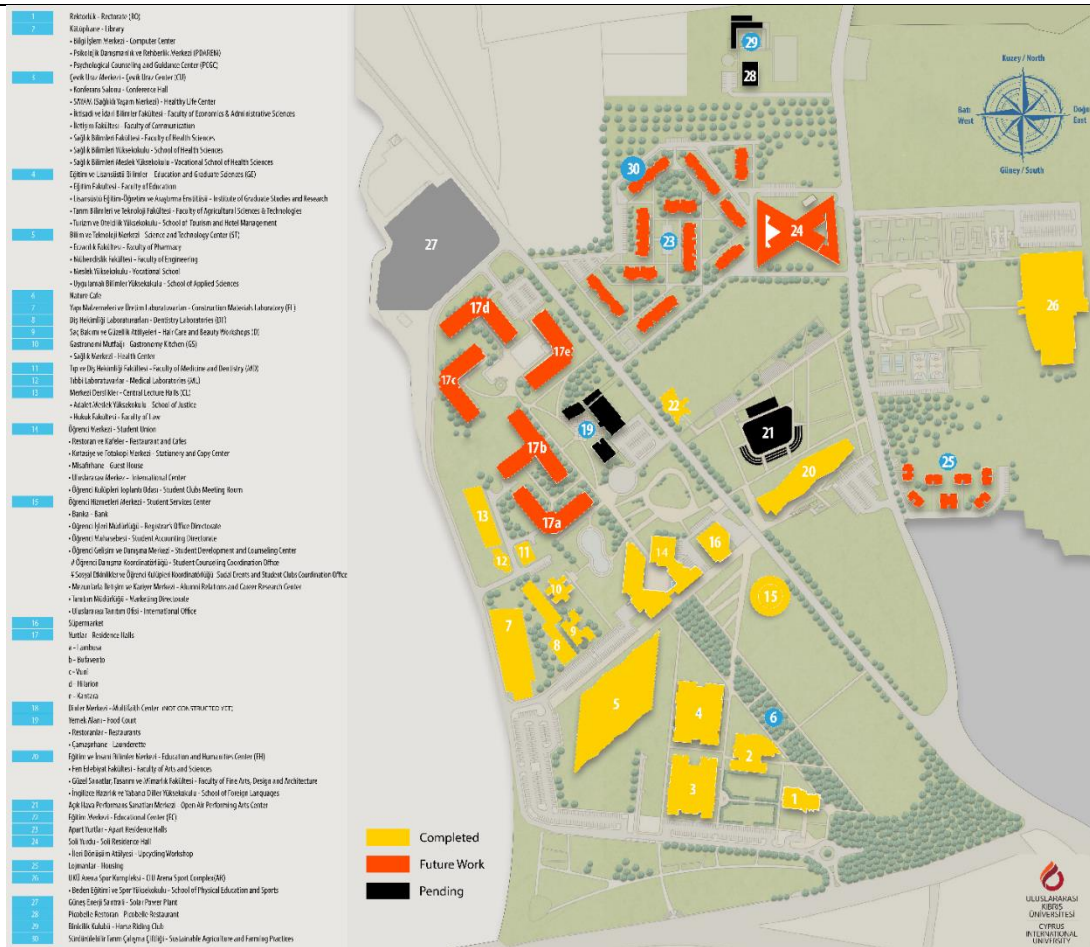 1 Rektörlük - Rectorate (RO)
2 Kütüphane - Library
• Bilgi İşlem Merkezi - Computer Center
• Psikolojik Danışmanlık ve Rehberlik Merkezi (PDRAREM)
• Psychological Counseling and Guidance Center (PCGC)
3 Çevik Uraz Merkezi - Çevik Uraz Center (CU)
• Konferans Salonu - Conference Hall
• (Sağlıklı Yaşam Merkezi) - Healthy Life Center
• İktisadi ve İdari Bilimler Fakültesi - Faculty of Economics & Administrative Sciences
• İletişim Fakültesi - Faculty of Communication
• Sağlık Bilimleri Fakültesi - Faculty of Health Sciences
• Sağlık Bilimleri Yüksekokulu - School of Health Sciences
• Sağlık Bilimleri Meslek Yüksekokulu - Vocational School of Health Sciences
4 Eğitim ve Lisansüstü Bilimler Education and Graduate Sciences (GE)
• Eğitim Fakültesi - Faculty of Education
• Lisansüstü Eğitim-Öğretim ve Araştırma Enstitüsü - Institute of Graduate Studies and Research
• Tarım Bilimleri ve Teknoloji Fakültesi - Faculty of Agricultural Sciences & Technologies
• Turizm ve Otelcilik Yüksekokulu - School of Tourism and Hotel Management
5 Bilim ve Teknoloji Merkezi Science and Technology Center (ST)
• Eczacılık Fakültesi - Faculty of Pharmacy
• Mühendislik Fakültesi - Faculty of Engineering
• Meslek Yüksekokulu - Vocational School
• Uygulamalı Bilimler Yüksekokulu - School of Applied Sciences
6 Nature Cafe
7 Yapı Malzemeleri ve Üretim Laboratuvarları - Construction Materials Laboratory
8 Diş Hekimliği Laboratuvarları - Dentistry Laboratories
9 Saç Bakımı ve Güzellik Atölyeleri - Hair Care and Beauty Workshops
10 Gastronomi Mutfağı Gastronomy Kitchen (GS)
• Sağlık Merkezi - Health Center
11 Tıp ve Diş Hekimliği Fakültesi - Faculty of Medicine and Dentistry
12 Tıbbi Laboratuvarlar - Medical Laboratories (ML)
13 Merkezi Derslikler - Central Lecture Halls (CL)
• Adalet Meslek Yüksekokulu School of Justice
• Hukuk Fakültesi - Faculty of Law
14 Öğrenci Merkezi - Student Union
• Restoran ve Kafeler - Restaurant and Cafes
• Kırtasiye ve Fotokopi Merkezi - Stationery and Copy Center
• Misafirhane - Guest House
• Uluslararası Merkez - International Center
• Öğrenci Kulüpleri Toplantı Odası - Student Clubs Meeting Room
15 Öğrenci Hizmetleri Merkezi - Student Services Center
• Banka - Bank
• Öğrenci İşleri Müdürlüğü - Registrar's Office Directorate
• Öğrenci Muhasebesi - Student Accounting Directorate
• Öğrenci Gelişim ve Danışma Merkezi - Student Development and Counseling Center
Öğrenci Danışma Koordinatörlüğü - Student Counseling Coordination Office
Sosyal Etkinlikler ve Öğrenci Kulüpleri Koordinatörlüğü Social Events and Student Clubs Coordination Office
• Mezunlarla İletişim ve Kariyer Merkezi - Alumni Relations and Career Research Center
• Tanıtım Müdürlüğü - Marketing Directorate
• Uluslararası Tanıtım Ofisi - International Office
16 Süpermarket
17 Yurtlar Residence Halls
a - Lambousa
b - Bufavento
c - Vuni
d - Hilarion
e - Kantara
18 Dinler Merkezi - Multifaith Center (NOT CONSTRUCTED YET)
19 Yemek Alanı - Food Court
• Restoranlar - Restaurants
• Çamaşırhane - Launderette
20 Eğitim ve İnsani Bilimler Merkezi - Education and Humanities Center (EH)
• Fen Edebiyat Fakültesi - Faculty of Arts and Sciences
• Güzel Sanatlar, Tasarım ve Mimarlık Fakültesi - Faculty of Fine Arts, Design and Architecture
• İngilizce Hazırlık ve Yabancı Diller Yüksekokulu - School of Foreign Languages
21 Açık Hava Performans Sanatları Merkezi - Open Air Performing Arts Center
22 Eğitim Merkezi - Educational Center (EC)
23 Apart Yurtlar - Apart Residence Halls
24 Soli Yurdu - Soli Residence Hall
• İleri Dönüşüm Atölyesi - Upcycling Workshop
25 Lojmanlar - Housing
26 UKÜ Arena Spor Kompleksi - CIU Arena Sport Complex(AR)
• Beden Eğitimi ve Spor Yüksekokulu - School of Physical Education and Sports
27 Güneş Enerji Santrali - Solar Power Plant
28 Picobelle Restoran Picobelle Restaurant
29 Binicilik Kulübü - Horse Riding Club
30 Sürdürülebilir Tarım Çalışma Çiftliği - Sustainable Agriculture and Farming Practices
29
28
Kuzey / North
Batı
West
Doğu
East
Güney / South
30
24
23
27
26
17d
17e
17c
22
19
21
17b
20
25
13
17a
16
14
12
11
10
15
7
9
8
5
4
6
2
3
1
Completed
Future Work
Pending
ULUSLARARASI
KIBRIS
ÜNİVERSİTESİ
CYPRUS
INTERNATIONAL
UNIVERSITY